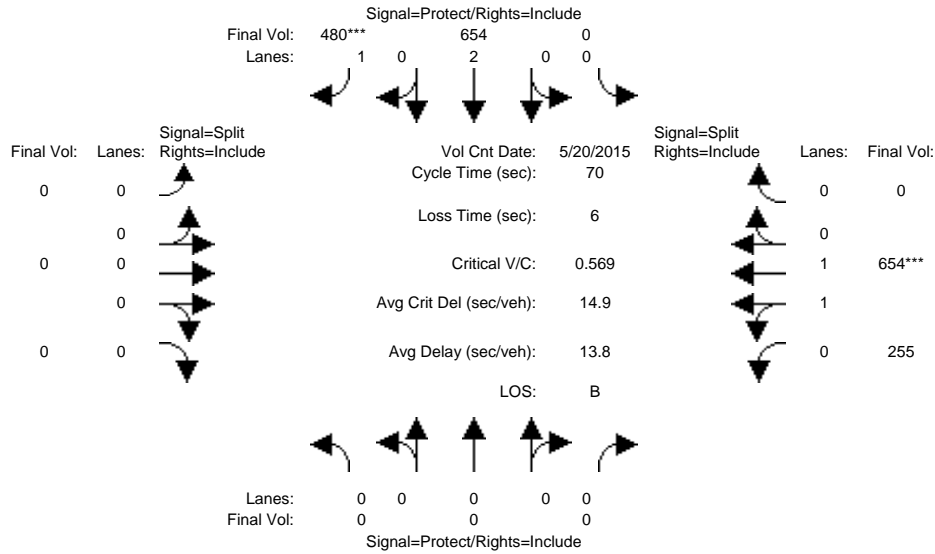 Signal=Protect/Rights=Include
Final Vol: 480*** 654 0
Lanes: 1 0 2 0 0
Signal=Split
Final Vol: Lanes: Rights=Include
Vol Cnt Date: 5/20/2015
Signal=Split
Rights=Include Lanes: Final Vol:
0 0
Cycle Time (sec): 70
0 0
0
Loss Time (sec): 6
0
0 0
Critical V/C: 0.569
1 654***
0
Avg Crit Del (sec/veh): 14.9
1
0 0
Avg Delay (sec/veh): 13.8
0 255
LOS: B
Lanes: 0 0 0 0 0
Final Vol: 0 0 0
Signal=Protect/Rights=Include